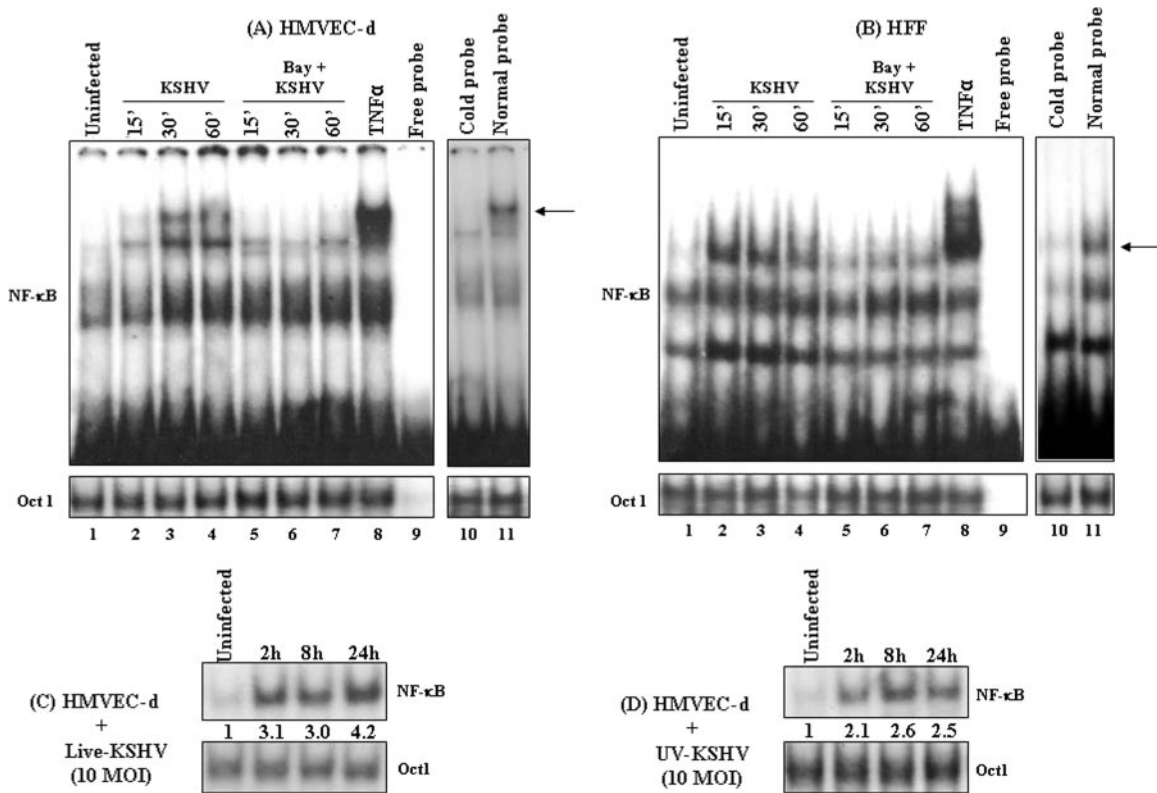 (A) HMVEC-d
Uninfected
KSHV
15’ 30’ 60’
Bay +
KSHV
15’ 30’ 60’
TNFα
Free probe
Cold probe
Normal probe
NF-κB
Oct 1
1 2 3 4 5 6 7 8 9 10 11
(B) HFF
Uninfected
KSHV
15’ 30’ 60’
Bay +
KSHV
15’ 30’ 60’
TNFα
Free probe
Cold probe
Normal probe
NF-κB
Oct 1
1 2 3 4 5 6 7 8 9 10 11
(C) HMVEC-d
+
Live-KSHV
(10 MOI)
Uninfected
2h 8h 24h
NF-κB
1 3.1 3.0 4.2
Oct1
(D) HMVEC-d
+
UV-KSHV
(10 MOI)
Uninfected
2h 8h 24h
NF-κB
1 2.1 2.6 2.5
Oct1